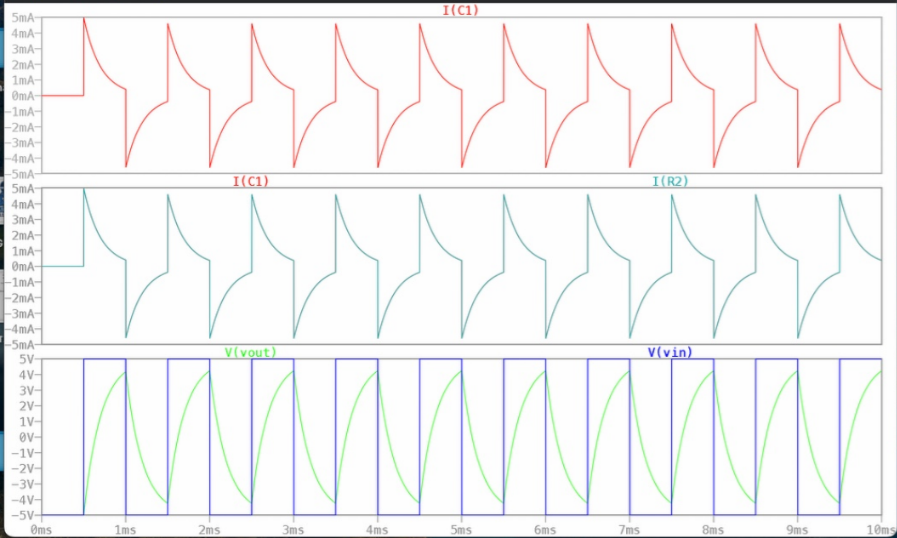 I(C1)
5mA
4mA
3mA
2mA
1mA
0mA
-1mA
-2mA
-3mA
-4mA
-5mA
I(C1) I(R2)
5mA
4mA
3mA
2mA
1mA
0mA
-1mA
-2mA
-3mA
-4mA
-5mA
V(vout) V(vin)
5V
4V
3V
2V
1V
0V
-1V
-2V
-3V
-4V
-5V
0ms 1ms 2ms 3ms 4ms 5ms 6ms 7ms 8ms 9ms 10ms